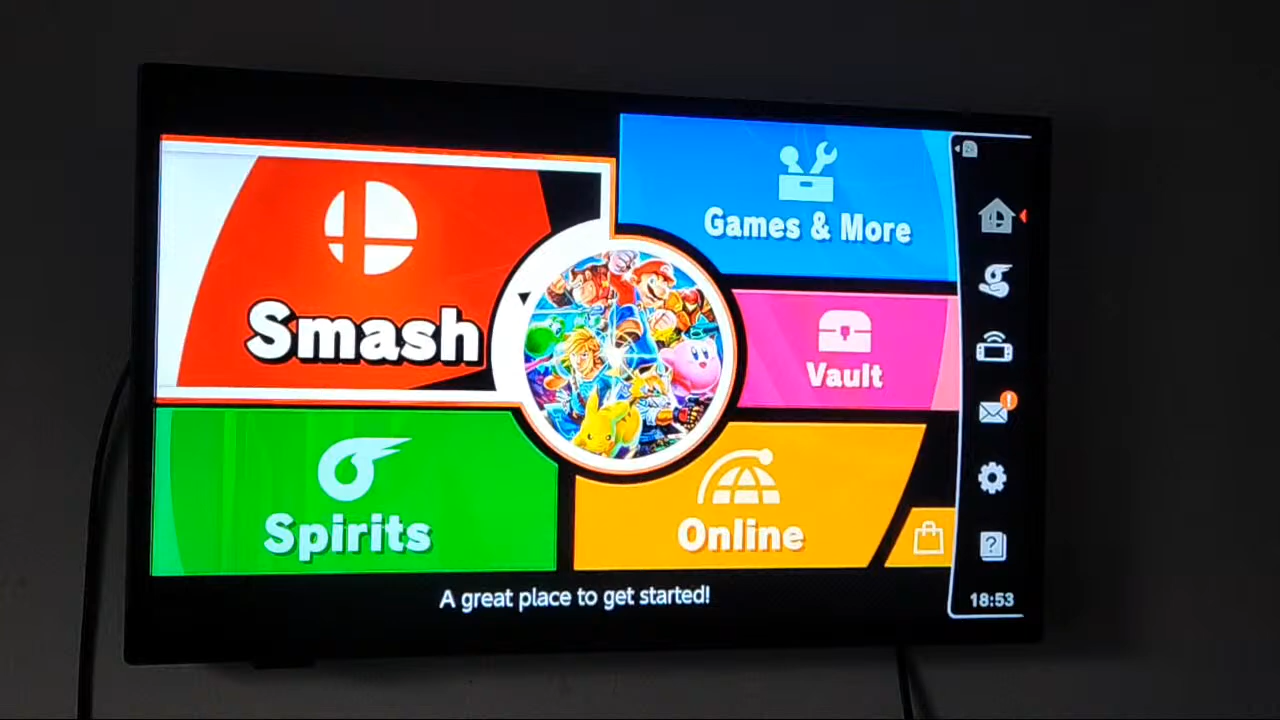 Games & More
Smash
Vault
Spirits
Online
A great place to get started!
18:53